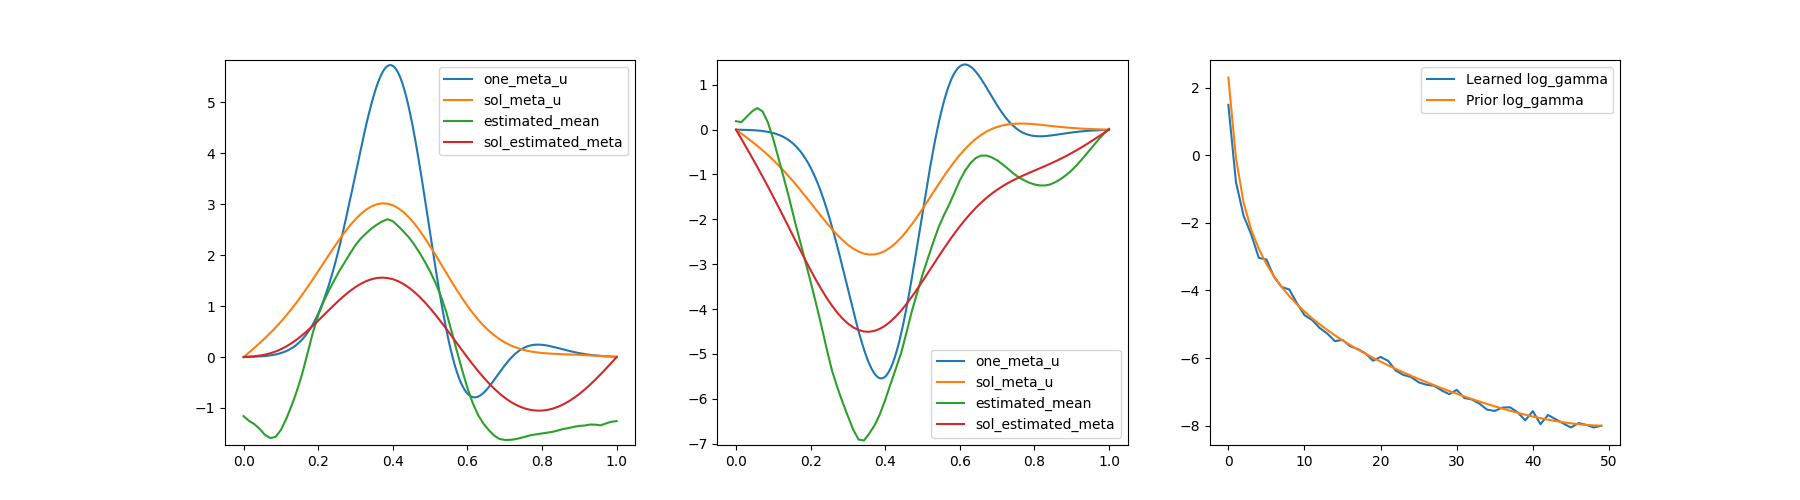 one_meta_u
sol_meta_u
estimated_mean
sol_estimated_meta
5
4
3
2
1
0
−1
0.0 0.2 0.4 0.6 0.8 1.0
1
0
−1
−2
−3
−4
−5
−6
−7
one_meta_u
sol_meta_u
estimated_mean
sol_estimated_meta
0.0 0.2 0.4 0.6 0.8 1.0
Learned log_gamma
Prior log_gamma
2
0
−2
−4
−6
−8
0 10 20 30 40 50